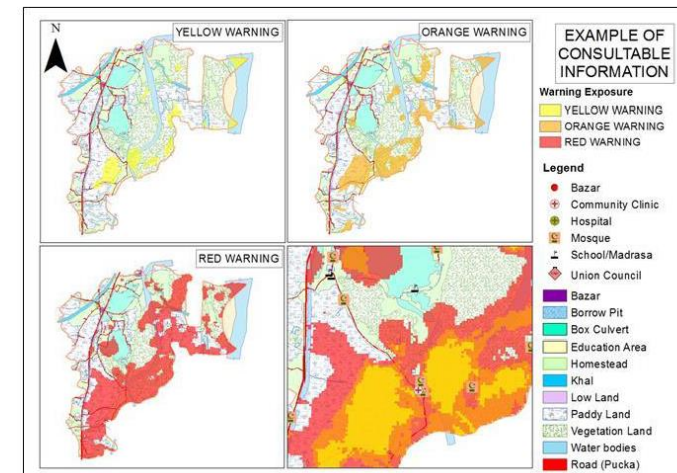 N
YELLOW WARNING
ORANGE WARNING
RED WARNING
EXAMPLE OF
CONSULTABLE
INFORMATION
Warning Exposure
YELLOW WARNING
ORANGE WARNING
RED WARNING
Legend
Bazar
Community Clinic
Hospital
Mosque
School/Madrasa
Union Council
Bazar
Borrow Pit
Box Culvert
Education Area
Homestead
Khal
Low Land
Paddy Land
Vegetation Land
Water bodies
Road (Pucka)